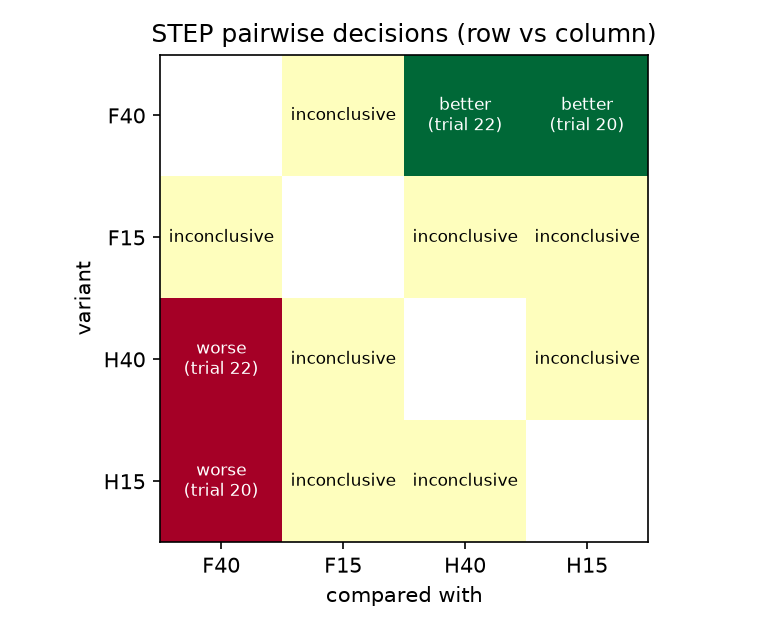 STEP pairwise decisions (row vs column)
F40
inconclusive
better
(trial 22)
better
(trial 20)
F15
inconclusive
inconclusive
inconclusive
variant
H40
worse
(trial 22)
inconclusive
inconclusive
H15
worse
(trial 20)
inconclusive
inconclusive
F40
F15
H40
H15
compared with